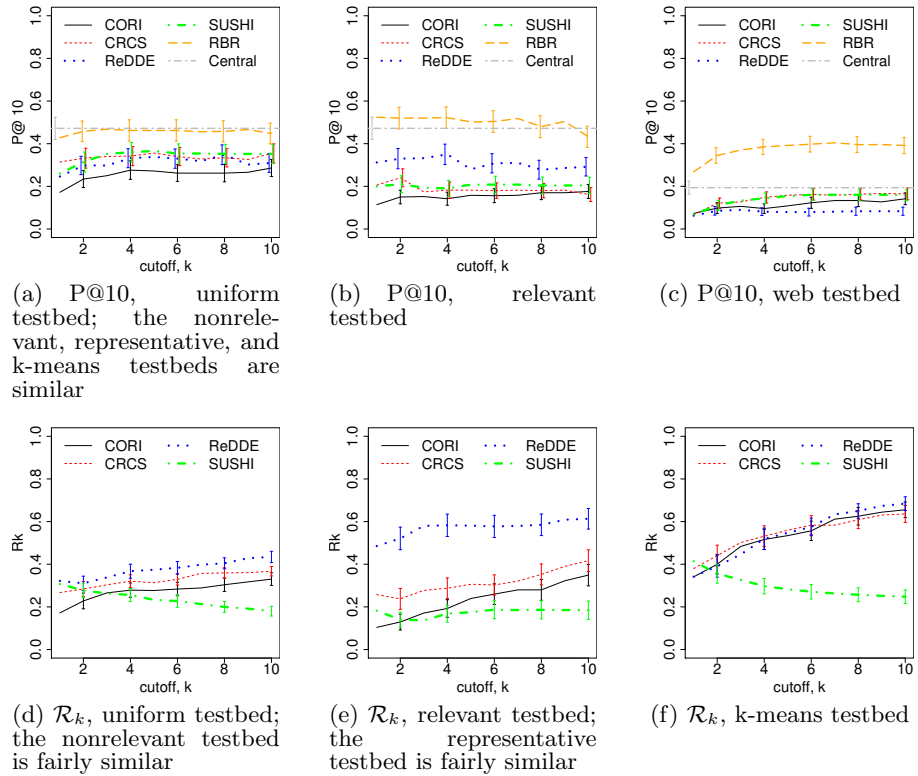 CORI
CRCS
ReDDE
SUSHI
RBR
Central
P@ 10
0.0 0.2 0.4 0.6 0.8 1.0
2 4 6 8 10
cutoff, k
(a) P@10, uniform
testbed; the nonrele-
vant, representative, and
k-means testbeds are
similar
CORI
CRCS
ReDDE
SUSHI
RBR
Central
P@ 10
0.0 0.2 0.4 0.6 0.8 1.0
2 4 6 8 10
cutoff, k
(b) P@10, relevant
testbed
CORI
CRCS
ReDDE
SUSHI
RBR
Central
P@ 10
0.0 0.2 0.4 0.6 0.8 1.0
2 4 6 8 10
cutoff, k
(c) P@10, web testbed
CORI
CRCS
ReDDE
SUSHI
Rk
0.0 0.2 0.4 0.6 0.8 1.0
2 4 6 8 10
cutoff, k
(d) R_k, uniform testbed;
the nonrelevant testbed
is fairly similar
CORI
CRCS
ReDDE
SUSHI
Rk
0.0 0.2 0.4 0.6 0.8 1.0
2 4 6 8 10
cutoff, k
(e) R_k, relevant testbed;
the representative
testbed is fairly similar
CORI
CRCS
ReDDE
SUSHI
Rk
0.0 0.2 0.4 0.6 0.8 1.0
2 4 6 8 10
cutoff, k
(f) R_k, k-means testbed